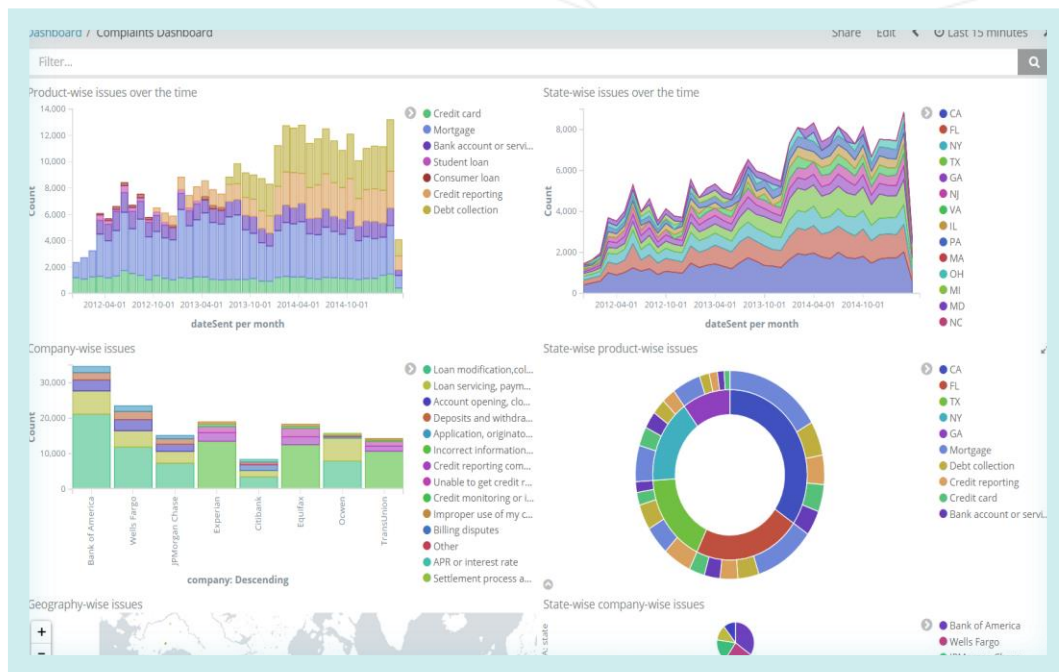 Dashboard / Complaints Dashboard
Share Edit Last 15 minutes
Filter...
Product-wise issues over the time
14,000
12,000
10,000
8,000
6,000
4,000
2,000
0
Count
2012-04-01 2012-10-01 2013-04-01 2013-10-01 2014-04-01 2014-10-01
dateSent per month
Credit card
Mortgage
Bank account or servi...
Student loan
Consumer loan
Credit reporting
Debt collection
State-wise issues over the time
8,000
6,000
4,000
2,000
0
Count
2012-04-01 2012-10-01 2013-04-01 2013-10-01 2014-04-01 2014-10-01
dateSent per month
CA
FL
NY
TX
GA
NJ
VA
IL
PA
MA
OH
MI
MD
NC
Company-wise issues
30,000
20,000
10,000
0
Count
Bank of America
Wells Fargo
JPMorgan Chase
Experian
Citibank
Equifax
Ocwen
TransUnion
company: Descending
Loan modification,col...
Loan servicing, paym...
Account opening, clo...
Deposits and withdra...
Application, originato...
Incorrect information...
Credit reporting com...
Unable to get credit r...
Credit monitoring or i...
Improper use of my c...
Billing disputes
Other
APR or interest rate
Settlement process a...
State-wise product-wise issues
CA
FL
TX
NY
GA
Mortgage
Debt collection
Credit reporting
Credit card
Bank account or servi...
Geography-wise issues
+
State-wise company-wise issues
A: state
Bank of America
Wells Fargo